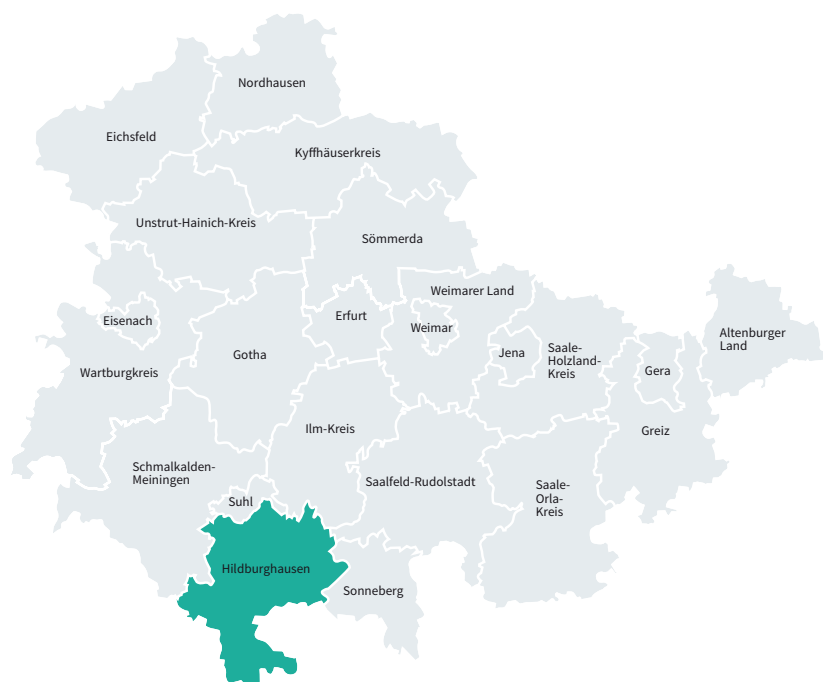 Nordhausen
Eichsfeld
Kyffhäuserkreis
Unstrut-Hainich-Kreis
Sömmerda
Weimarer Land
Eisenach
Erfurt
Weimar
Altenburger
Land
Gotha
Jena
Saale-
Holzland-
Kreis
Wartburgkreis
Gera
Ilm-Kreis
Greiz
Schmalkalden-
Meiningen
Saalfeld-Rudolstadt
Saale-
Orla-
Kreis
Suhl
Hildburghausen
Sonneberg